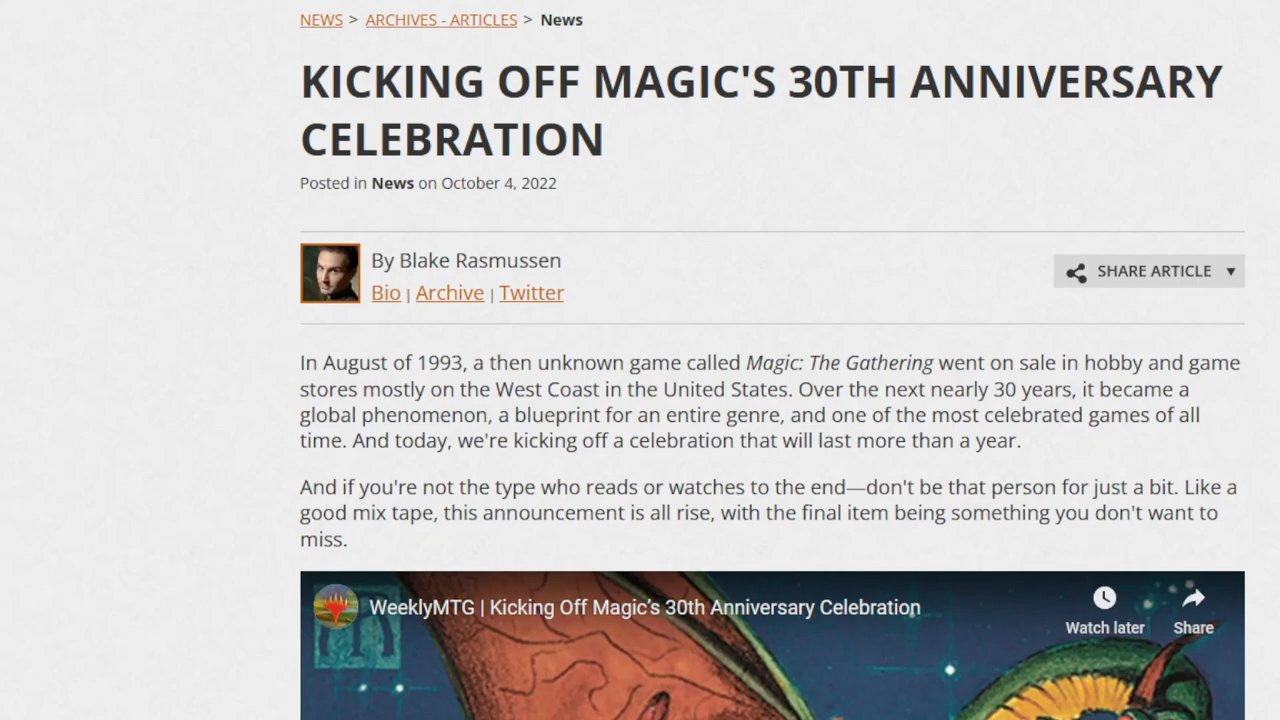 NEWS > ARCHIVES - ARTICLES > News
KICKING OFF MAGIC'S 30TH ANNIVERSARY
CELEBRATION
Posted in News on October 4, 2022
By Blake Rasmussen
Bio | Archive | Twitter
SHARE ARTICLE ▼
In August of 1993, a then unknown game called Magic: The Gathering went on sale in hobby and game
stores mostly on the West Coast in the United States. Over the next nearly 30 years, it became a
global phenomenon, a blueprint for an entire genre, and one of the most celebrated games of all
time. And today, we're kicking off a celebration that will last more than a year.
And if you're not the type who reads or watches to the end—don't be that person for just a bit. Like a
good mix tape, this announcement is all rise, with the final item being something you don't want to
miss.
WeeklyMTG | Kicking Off Magic's 30th Anniversary Celebration
Watch later
Share